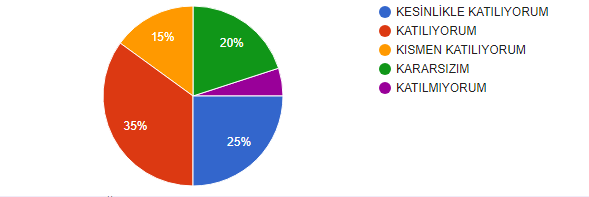 15%
20%
35%
25%
KESİNLİKLE KATILIYORUM
KATILIYORUM
KISMEN KATILIYORUM
KARARSIZIM
KATILMIYORUM